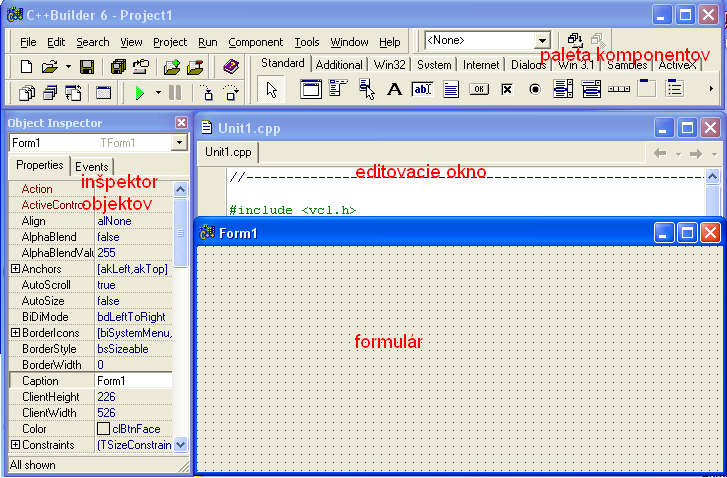 C++Builder 6 - Project1
File Edit Search View Project Run Component Tools Window Help
<None>
paleta komponentov
Standard Additional Win32 System Internet Dialogs Win 3.1 Samples ActiveX
A
ab
OK
Object Inspector
Form1 TForm1
Properties Events
inšpektor
objektov
Action
ActiveControl
Align alNone
AlphaBlend false
AlphaBlendValu 255
Anchors [akLeft,akTop]
AutoScroll true
AutoSize false
BiDiMode bdLeftToRight
BorderIcons [biSystemMenu,
BorderStyle bsSizeable
BorderWidth 0
Caption Form1
ClientHeight 226
ClientWidth 526
Color clBtnFace
Constraints (TSizeConstrain
All shown
Unit1.cpp
Unit1.cpp
editovacie okno
//
#include <vcl.h>
Form1
formulár